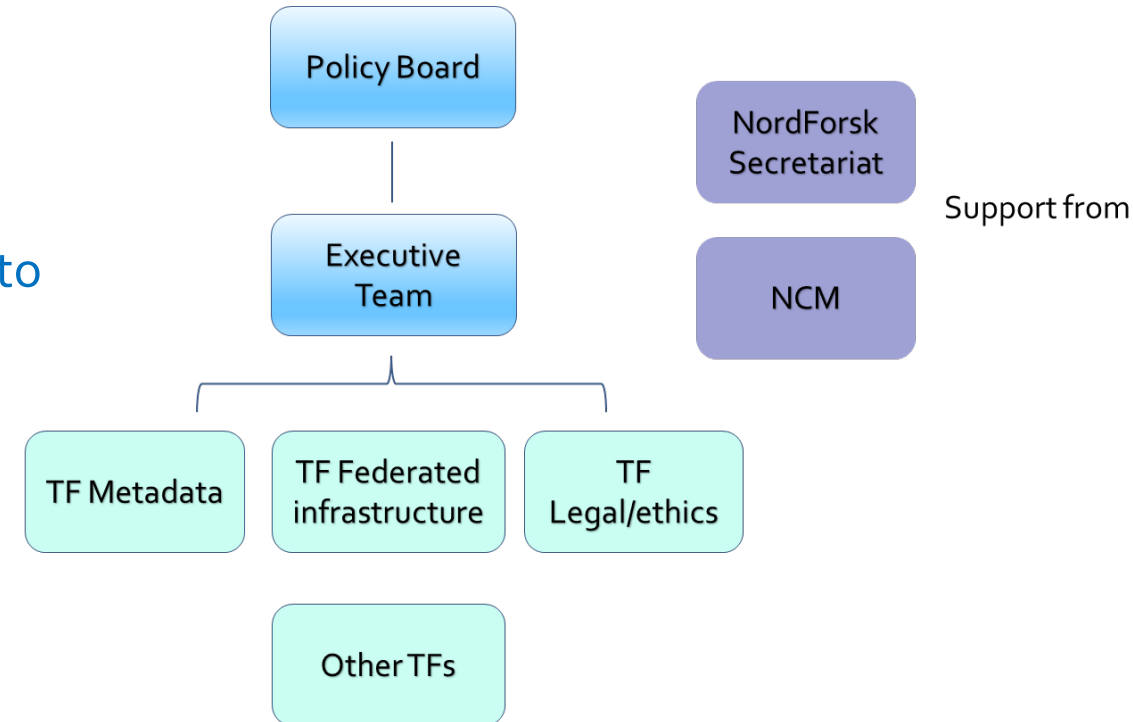 Policy Board
NordForsk
Secretariat
Support from
to
Executive
Team
NCM
TF Metadata
TF Federated
infrastructure
TF
Legal/ethics
Other TFs